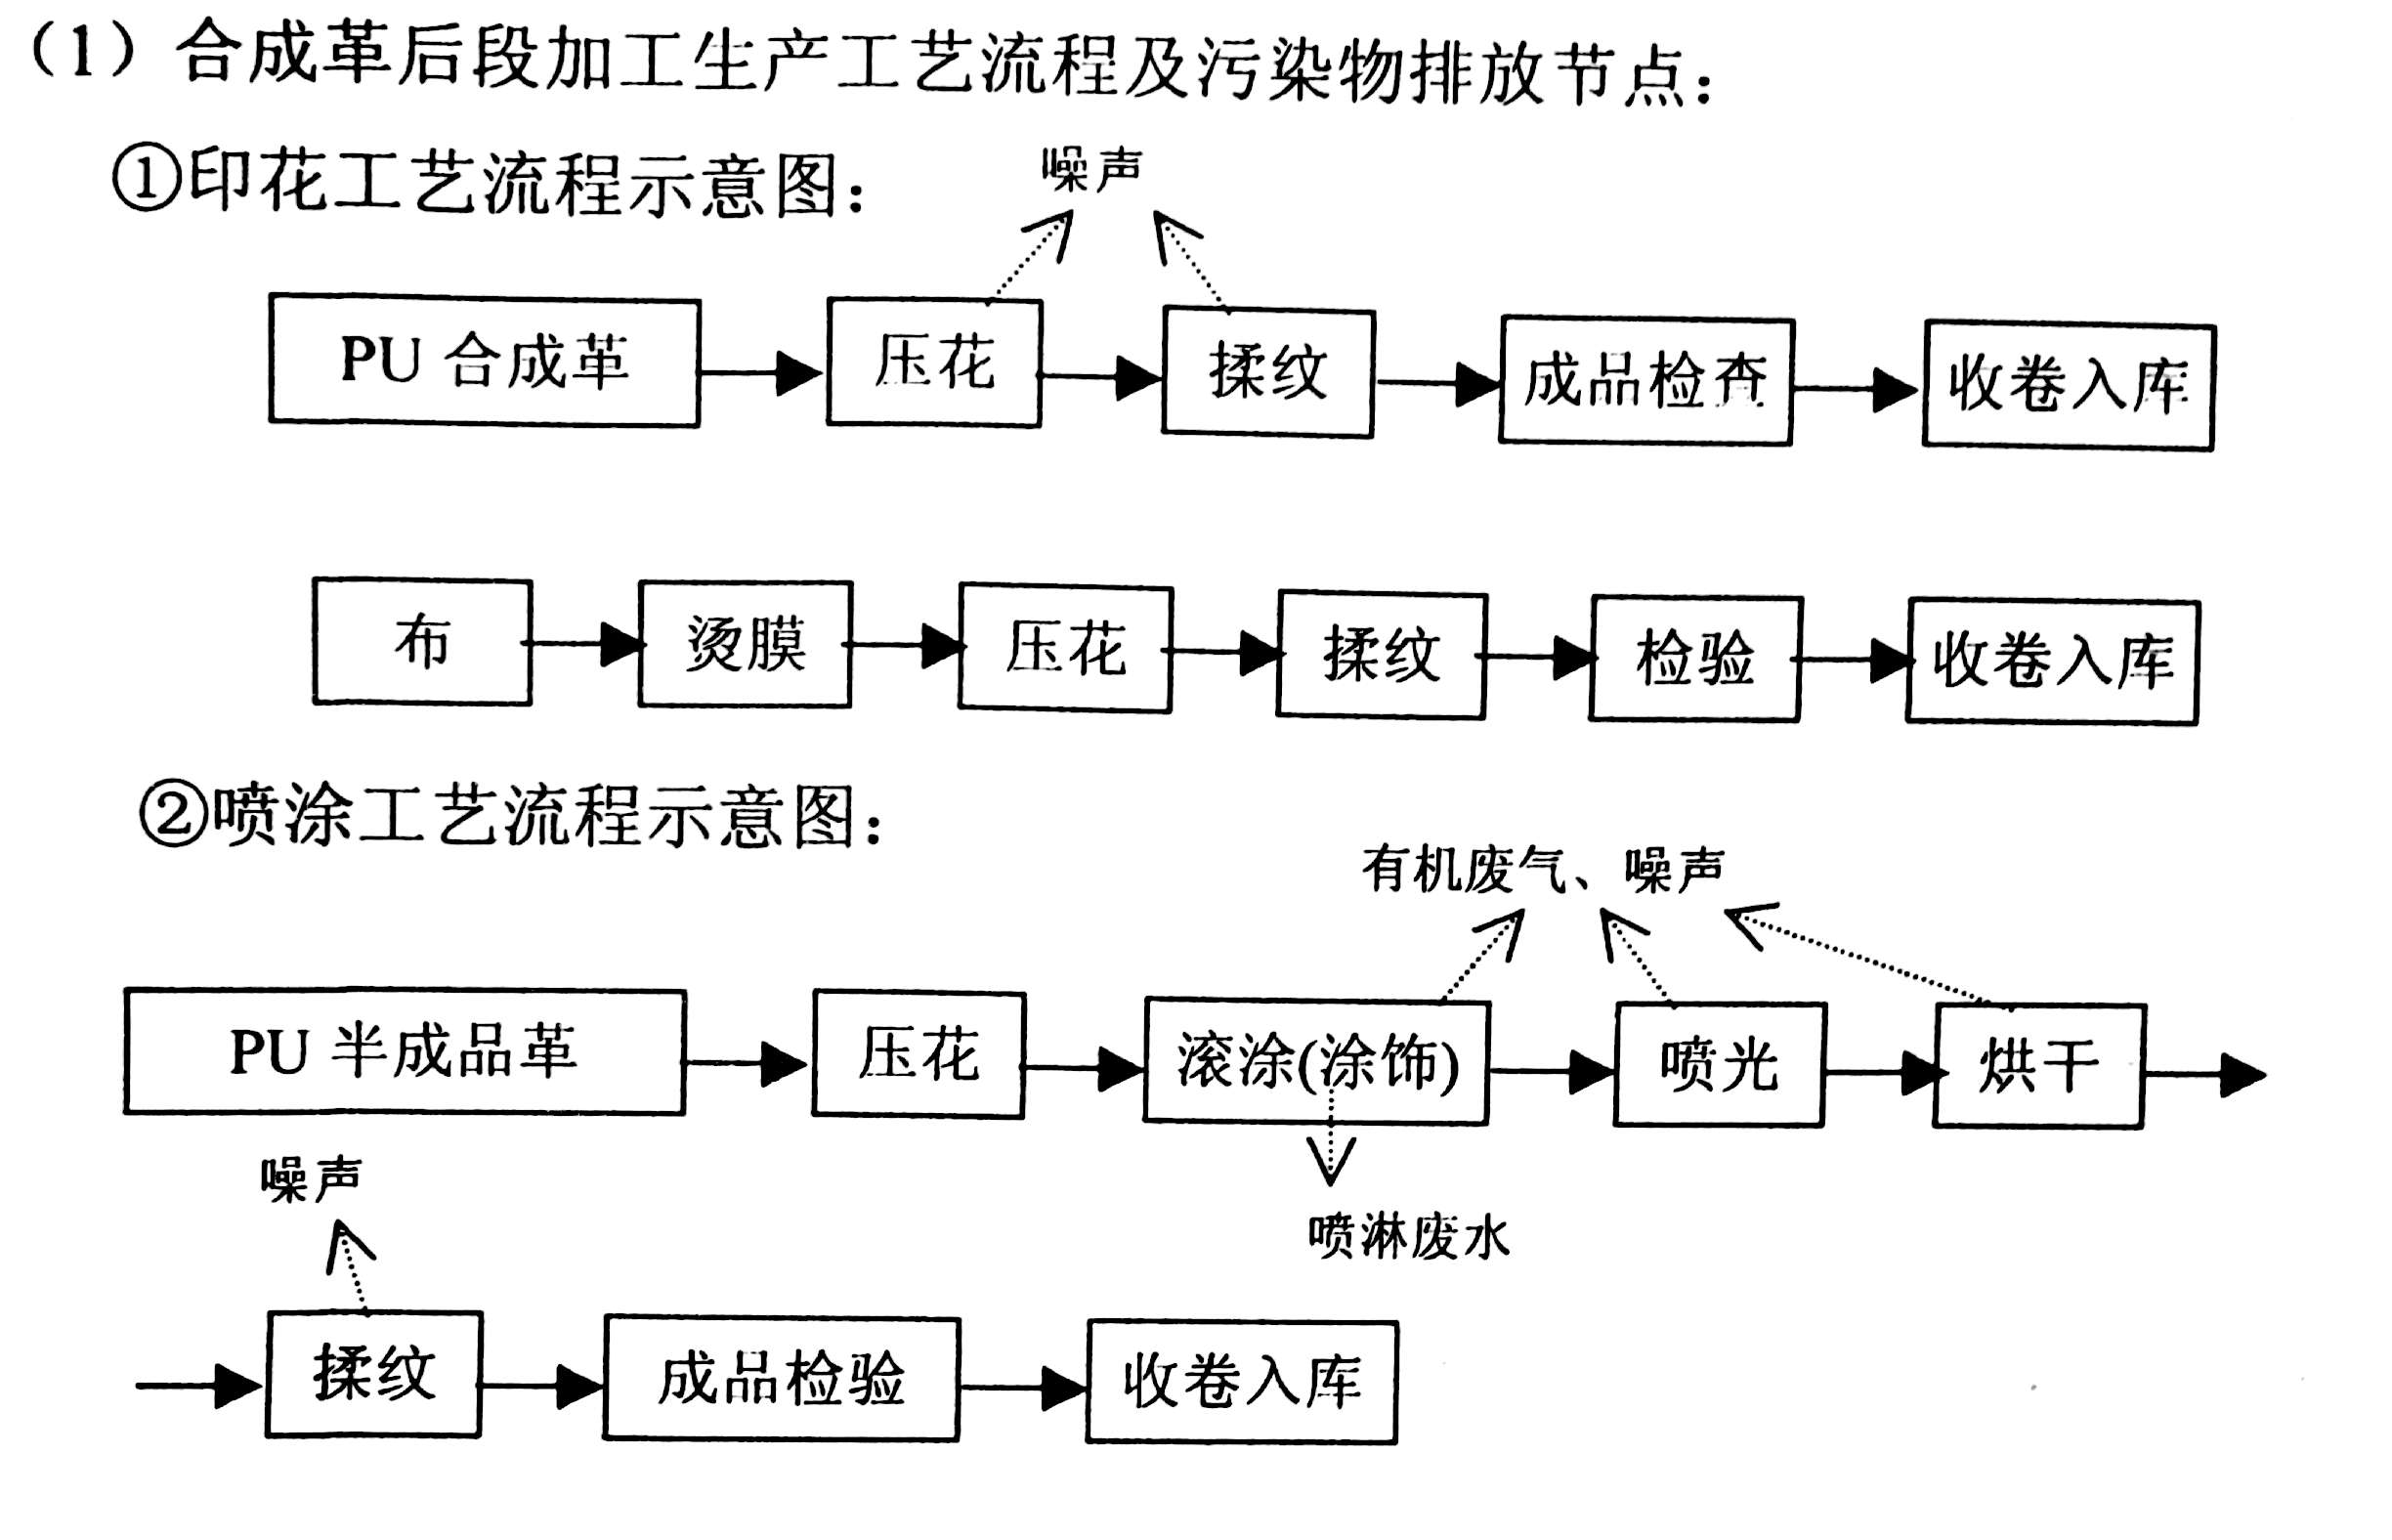 （1）合成革后段加工生产工艺流程及污染物排放节点：
①印花工艺流程示意图：
噪声
PU 合成革 压花 揉纹 成品检查 收卷入库
布 烫膜 压花 揉纹 检验 收卷入库
②喷涂工艺流程示意图：
有机废气、噪声
PU 半成品革 压花 滚涂(涂饰) 喷光 烘干
噪声
喷淋废水
揉纹 成品检验 收卷入库